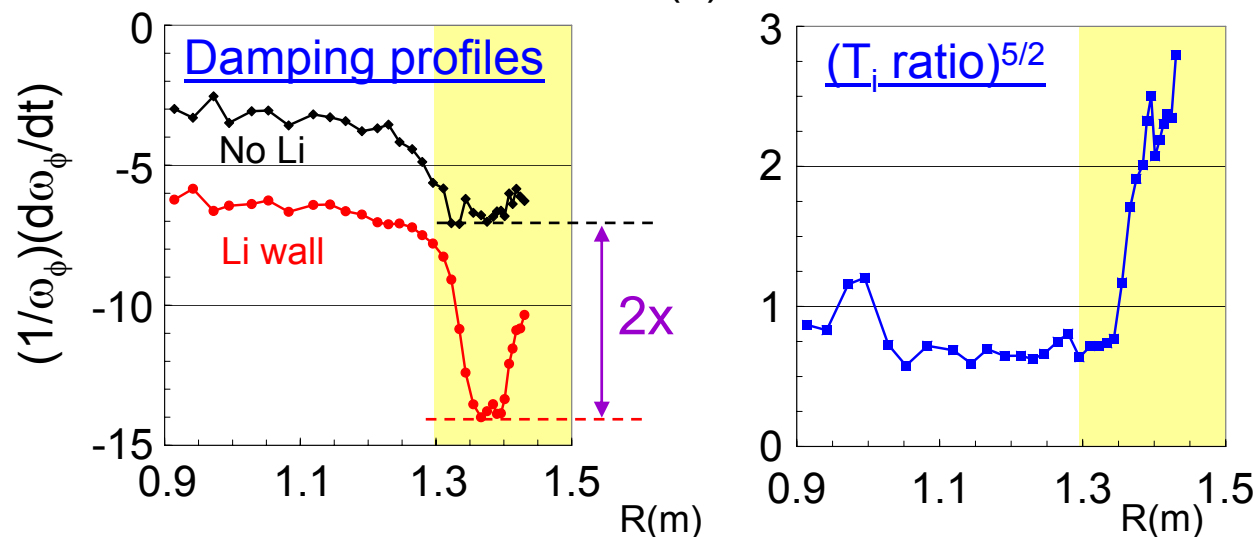 Damping profiles
(1/ωϕ)(dωϕ/dt)
0
-5
-10
-15
No Li
Li wall
2x
0.9 1.1 1.3 1.5
R(m)
(Ti ratio)5/2
3
2
1
0
0.9 1.1 1.3 1.5
R(m)